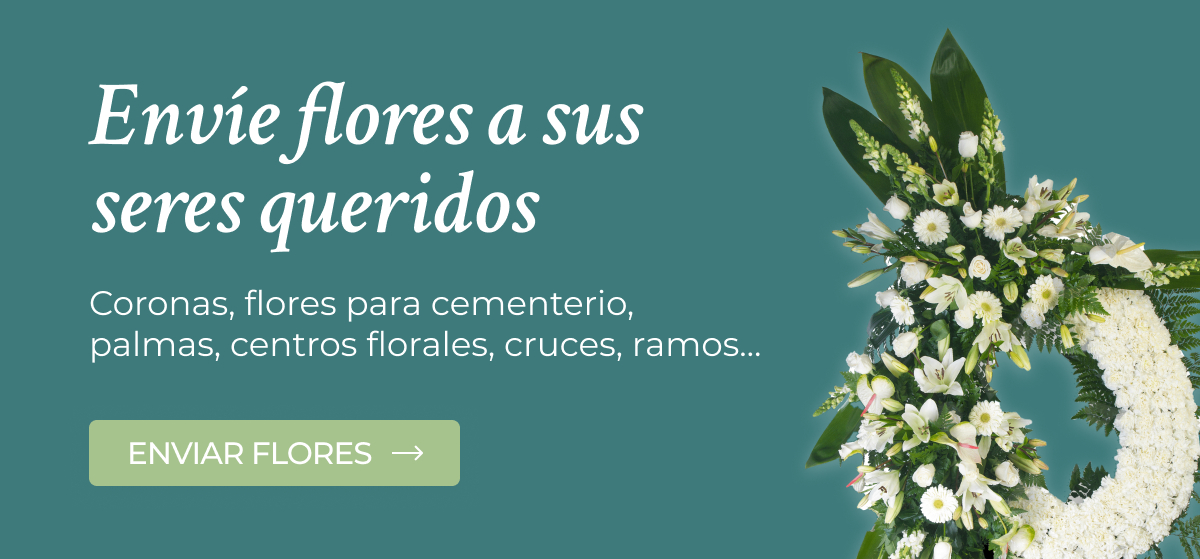 Envíe flores a sus
seres queridos
Coronas, flores para cementerio,
palmas, centros florales, cruces, ramos...
ENVIAR FLORES →